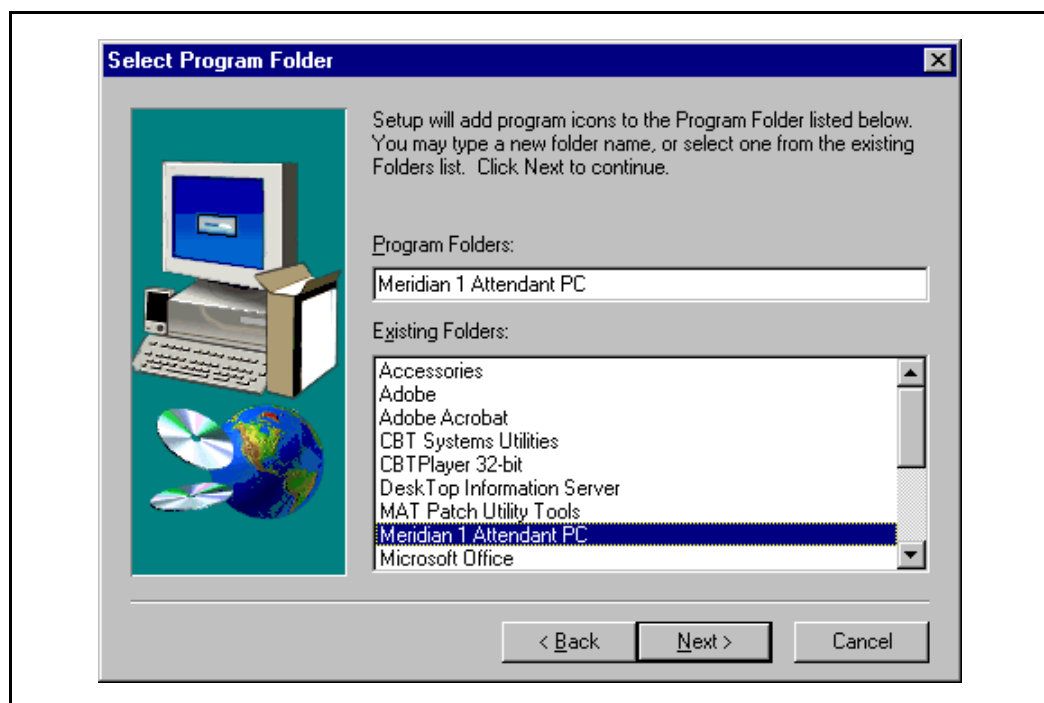 Select Program Folder
Setup will add program icons to the Program Folder listed below.
You may type a new folder name, or select one from the existing
Folders list.  Click Next to continue.
Program Folders:
Meridian 1 Attendant PC
Existing Folders:
Accessories
Adobe
Adobe Acrobat
CBT Systems Utilities
CBTPlayer 32-bit
DeskTop Information Server
MAT Patch Utility Tools
Meridian 1 Attendant PC
Microsoft Office
< Back
Next >
Cancel